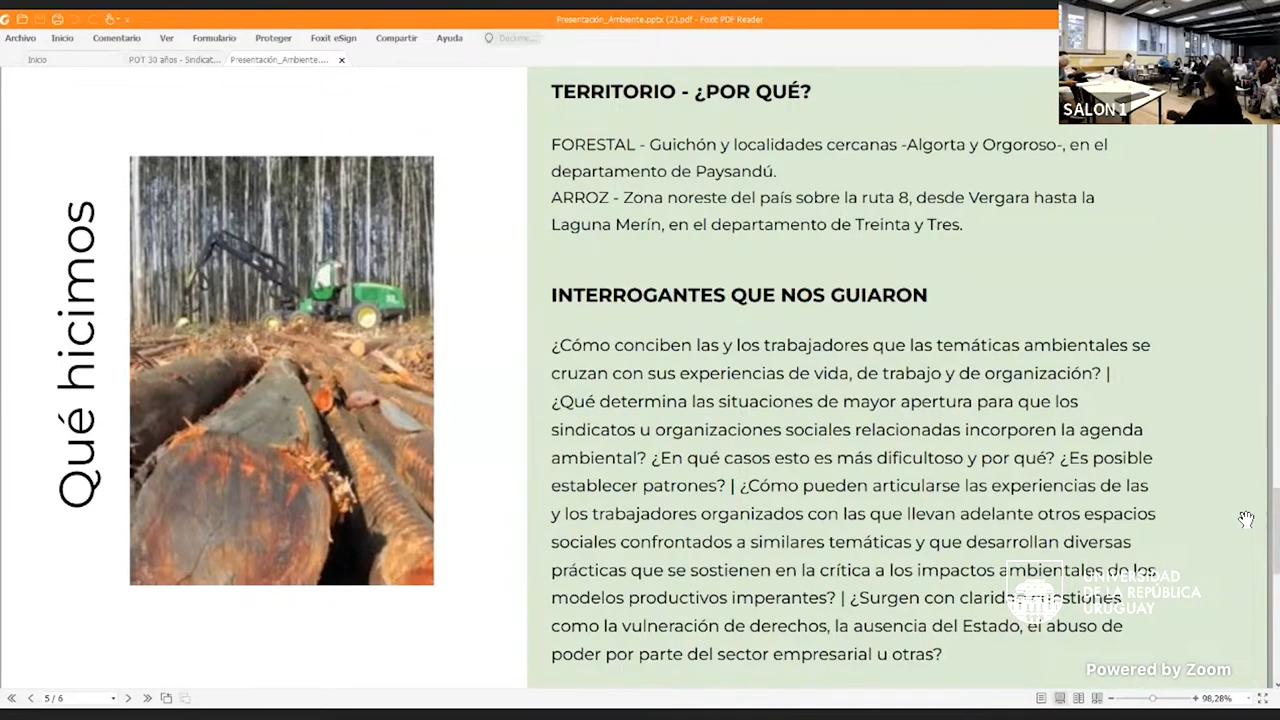 Presentación_Ambiente.pptx (2).pdf - Foxit PDF Reader
Archivo Inicio Comentario Ver Formulario Proteger Foxit eSign Compartir Ayuda
Inicio POT 30 años - Sindicat... Presentación_Ambiente....
SALON 1
Qué hicimos
TERRITORIO - ¿POR QUÉ?
FORESTAL - Guichón y localidades cercanas -Algorta y Orgoroso-, en el
departamento de Paysandú.
ARROZ - Zona noreste del país sobre la ruta 8, desde Vergara hasta la
Laguna Merín, en el departamento de Treinta y Tres.
INTERROGANTES QUE NOS GUIARON
¿Cómo conciben las y los trabajadores que las temáticas ambientales se
cruzan con sus experiencias de vida, de trabajo y de organización? |
¿Qué determina las situaciones de mayor apertura para que los
sindicatos u organizaciones sociales relacionadas incorporen la agenda
ambiental? ¿En qué casos esto es más dificultoso y por qué? ¿Es posible
establecer patrones? | ¿Cómo pueden articularse las experiencias de las
y los trabajadores organizados con las que llevan adelante otros espacios
sociales confrontados a similares temáticas y que desarrollan diversas
prácticas que se sostienen en la crítica a los impactos ambientales de los
modelos productivos imperantes? | ¿Surgen con
como la vulneración de derechos, la ausencia del Estado, el abuso de
poder por parte del sector empresarial u otras?
UNIVERSIDAD
DE LA REPÚBLICA
URUGUAY
Powered by Zoom
5 / 6
98,28%